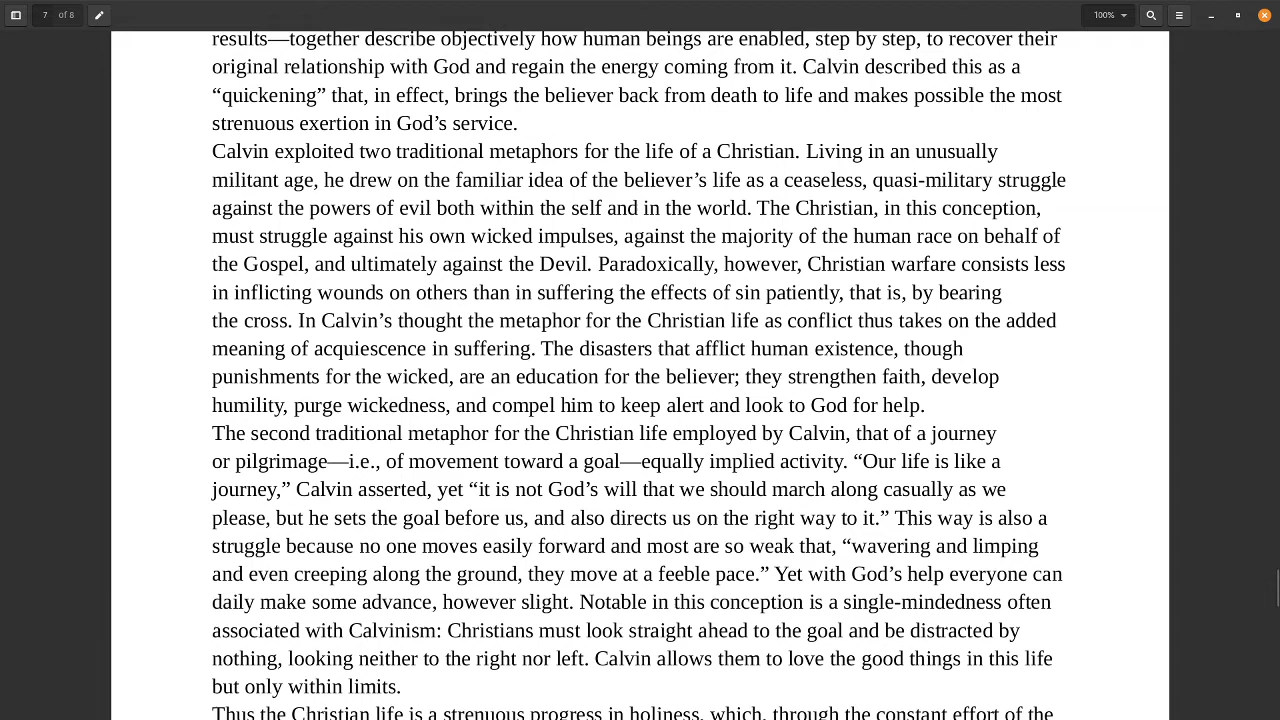 7 of 8
100%
results—together describe objectively how human beings are enabled, step by step, to recover their
original relationship with God and regain the energy coming from it. Calvin described this as a
“quickening” that, in effect, brings the believer back from death to life and makes possible the most
strenuous exertion in God’s service.
Calvin exploited two traditional metaphors for the life of a Christian. Living in an unusually
militant age, he drew on the familiar idea of the believer’s life as a ceaseless, quasi-military struggle
against the powers of evil both within the self and in the world. The Christian, in this conception,
must struggle against his own wicked impulses, against the majority of the human race on behalf of
the Gospel, and ultimately against the Devil. Paradoxically, however, Christian warfare consists less
in inflicting wounds on others than in suffering the effects of sin patiently, that is, by bearing
the cross. In Calvin’s thought the metaphor for the Christian life as conflict thus takes on the added
meaning of acquiescence in suffering. The disasters that afflict human existence, though
punishments for the wicked, are an education for the believer; they strengthen faith, develop
humility, purge wickedness, and compel him to keep alert and look to God for help.
The second traditional metaphor for the Christian life employed by Calvin, that of a journey
or pilgrimage—i.e., of movement toward a goal—equally implied activity. “Our life is like a
journey,” Calvin asserted, yet “it is not God’s will that we should march along casually as we
please, but he sets the goal before us, and also directs us on the right way to it.” This way is also a
struggle because no one moves easily forward and most are so weak that, “wavering and limping
and even creeping along the ground, they move at a feeble pace.” Yet with God’s help everyone can
daily make some advance, however slight. Notable in this conception is a single-mindedness often
associated with Calvinism: Christians must look straight ahead to the goal and be distracted by
nothing, looking neither to the right nor left. Calvin allows them to love the good things in this life
but only within limits.
Thus the Christian life is a strenuous progress in holiness, which, through the constant effort of the